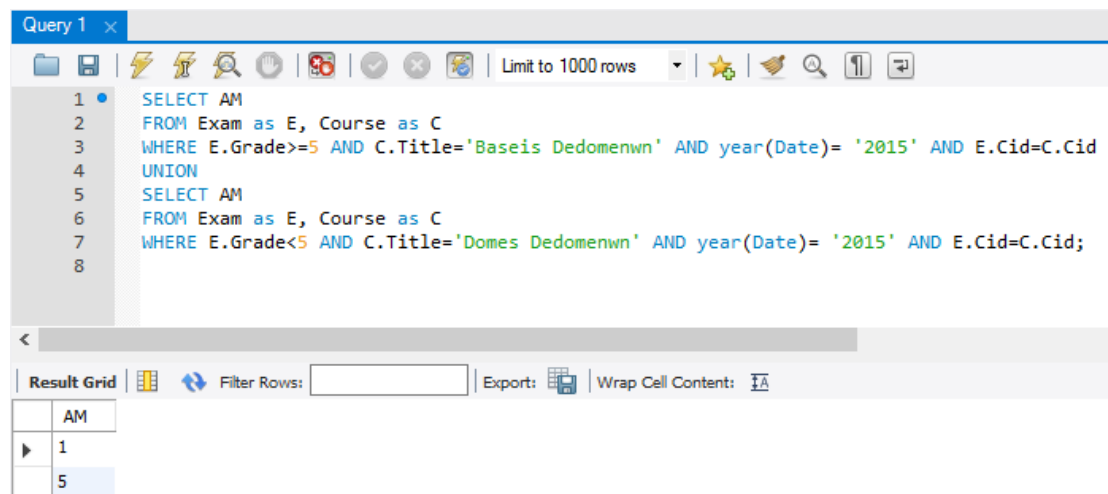 Query 1
Limit to 1000 rows
1 SELECT AM
2 FROM Exam as E, Course as C
3 WHERE E.Grade>=5 AND C.Title='Baseis Dedomenwn' AND year(Date)= '2015' AND E.Cid=C.Cid
4 UNION
5 SELECT AM
6 FROM Exam as E, Course as C
7 WHERE E.Grade<5 AND C.Title='Domes Dedomenwn' AND year(Date)= '2015' AND E.Cid=C.Cid;
8
Result Grid Filter Rows: Export: Wrap Cell Content: IA
AM
1
5